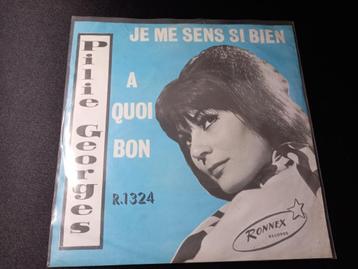 JE ME SENS SI BIEN
Pilie Georges
A
QUOI
BON
R.1324
RONNEX
RECORDS